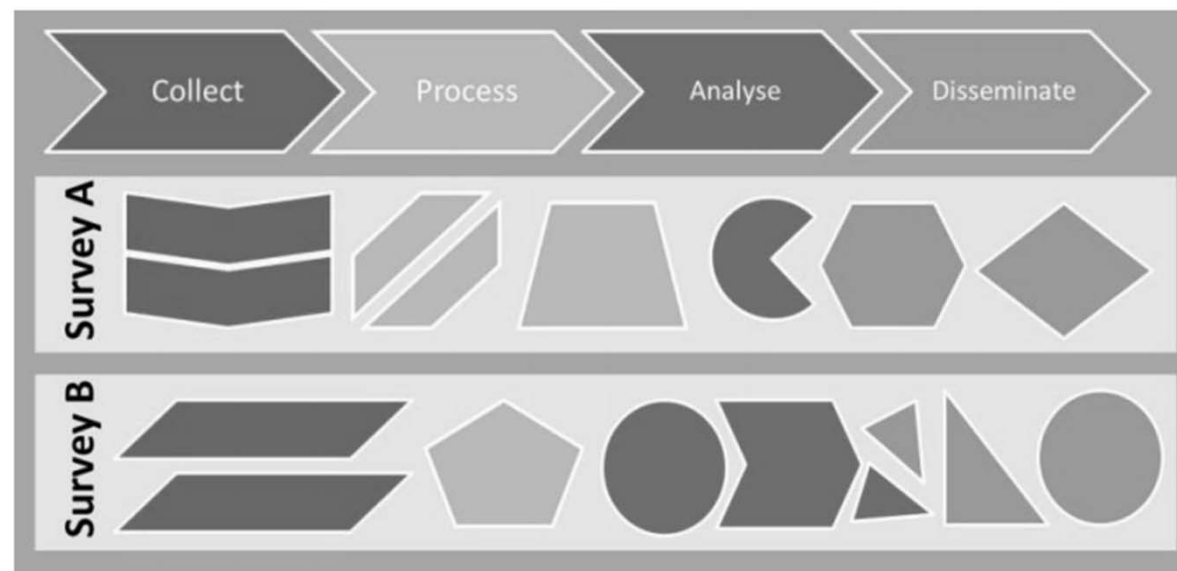 Collect
Process
Analyse
Disseminate
Survey A
Survey B